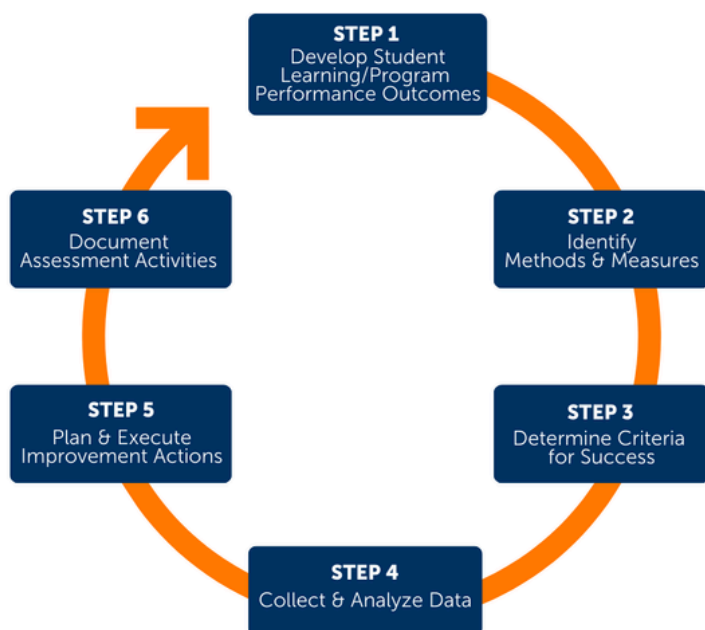 STEP 1
Develop Student
Learning/Program
Performance Outcomes
STEP 2
Identify
Methods & Measures
STEP 3
Determine Criteria
for Success
STEP 4
Collect & Analyze Data
STEP 5
Plan & Execute
Improvement Actions
STEP 6
Document
Assessment Activities